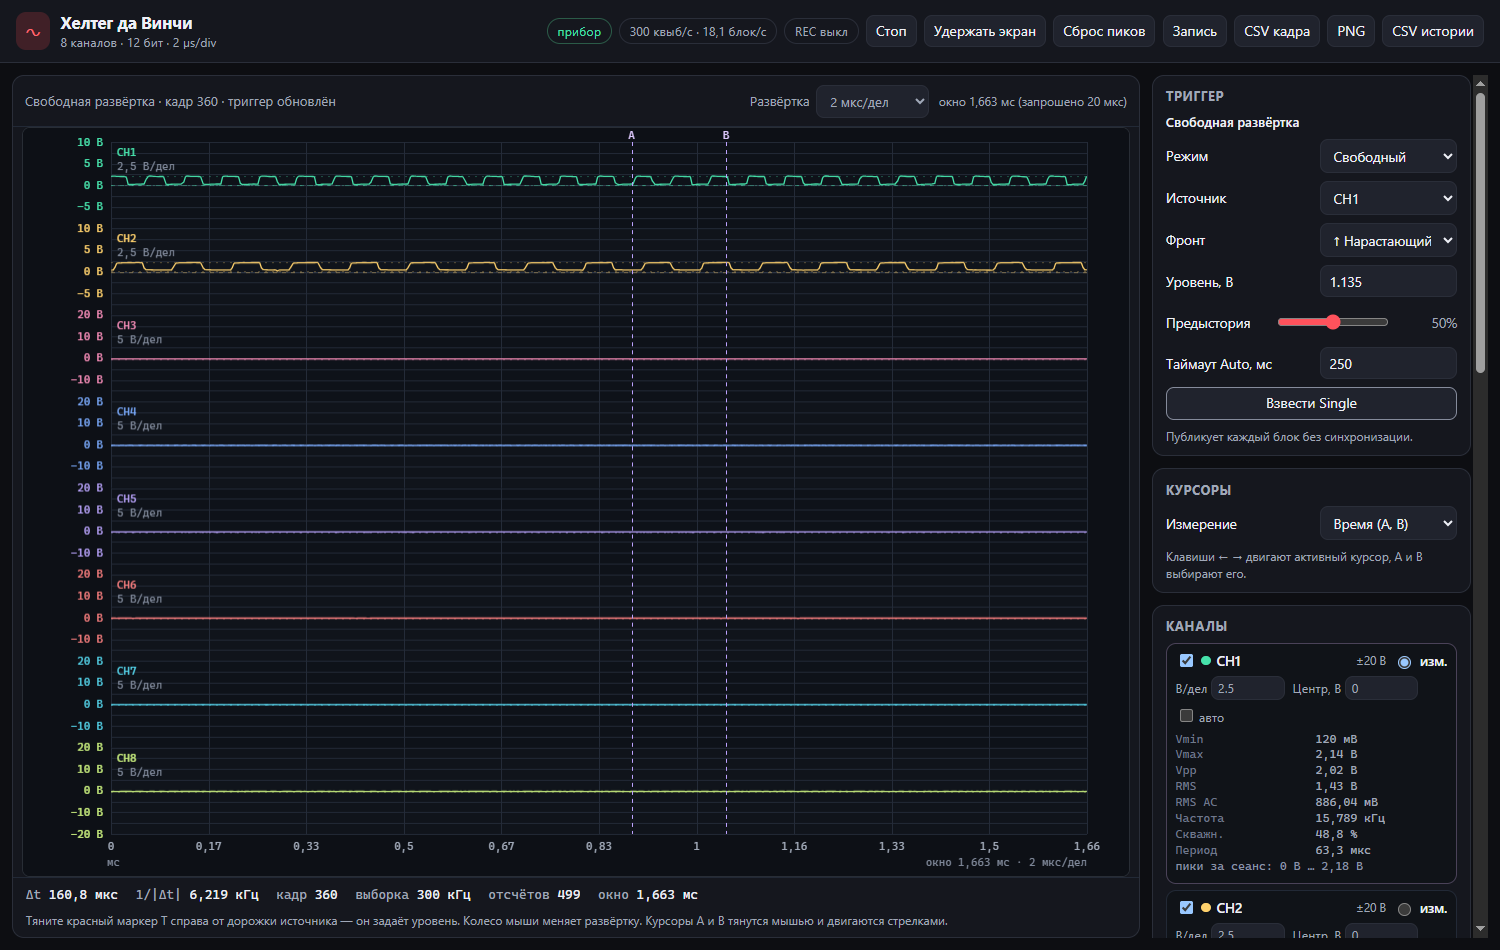 Хелтег да Винчи
8 каналов · 12 бит · 2 μs/div
прибор
300 квыб/с · 18,1 блок/с
REC выкл
Стоп
Удержать экран
Сброс пиков
Запись
CSV кадра
PNG
CSV истории
Свободная развёртка · кадр 360 · триггер обновлён
Развёртка
2 мкс/дел
окно 1,663 мс (запрошено 20 мкс)
A
B
10 В
CH1
5 В
2,5 В/дел
0 В
−5 В
10 В
CH2
5 В
2,5 В/дел
0 В
−5 В
20 В
CH3
10 В
5 В/дел
0 В
−10 В
20 В
CH4
10 В
5 В/дел
0 В
−10 В
20 В
CH5
10 В
5 В/дел
0 В
−10 В
20 В
CH6
10 В
5 В/дел
0 В
−10 В
20 В
CH7
10 В
5 В/дел
0 В
−10 В
20 В
CH8
10 В
5 В/дел
0 В
−10 В
−20 В
0 0,17 0,33 0,5 0,67 0,83 1 1,16 1,33 1,5 1,66
мс
окно 1,663 мс · 2 мкс/дел
Δt 160,8 мкс 1/|Δt| 6,219 кГц кадр 360 выборка 300 кГц отсчётов 499 окно 1,663 мс
Тяните красный маркер T справа от дорожки источника — он задаёт уровень. Колесо мыши меняет развёртку. Курсоры A и B тянутся мышью и двигаются стрелками.
ТРИГГЕР
Свободная развёртка
Режим
Свободный
Источник
CH1
Фронт
↑ Нарастающий
Уровень, В
1.135
Предыстория
50%
Таймаут Auto, мс
250
Взвести Single
Публикует каждый блок без синхронизации.
КУРСОРЫ
Измерение
Время (A, B)
Клавиши ← → двигают активный курсор, A и B
выбирают его.
КАНАЛЫ
CH1
±20 В
изм.
В/дел 2.5 Центр, В 0
авто
Vmin 120 мВ
Vmax 2,14 В
Vpp 2,02 В
RMS 1,43 В
RMS AC 886,04 мВ
Частота 15,789 кГц
Скважн. 48,8 %
Период 63,3 мкс
пики за сеанс: 0 В … 2,18 В
CH2
±20 В
изм.
В/дел 2.5 Центр, В 0